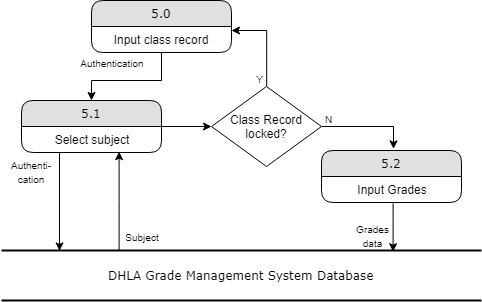 5.0
Input class record
Authentication
Y
5.1
Select subject
Class Record
locked?
N
5.2
Input Grades
Authenti-
cation
Subject
Grades
data
DHLA Grade Management System Database